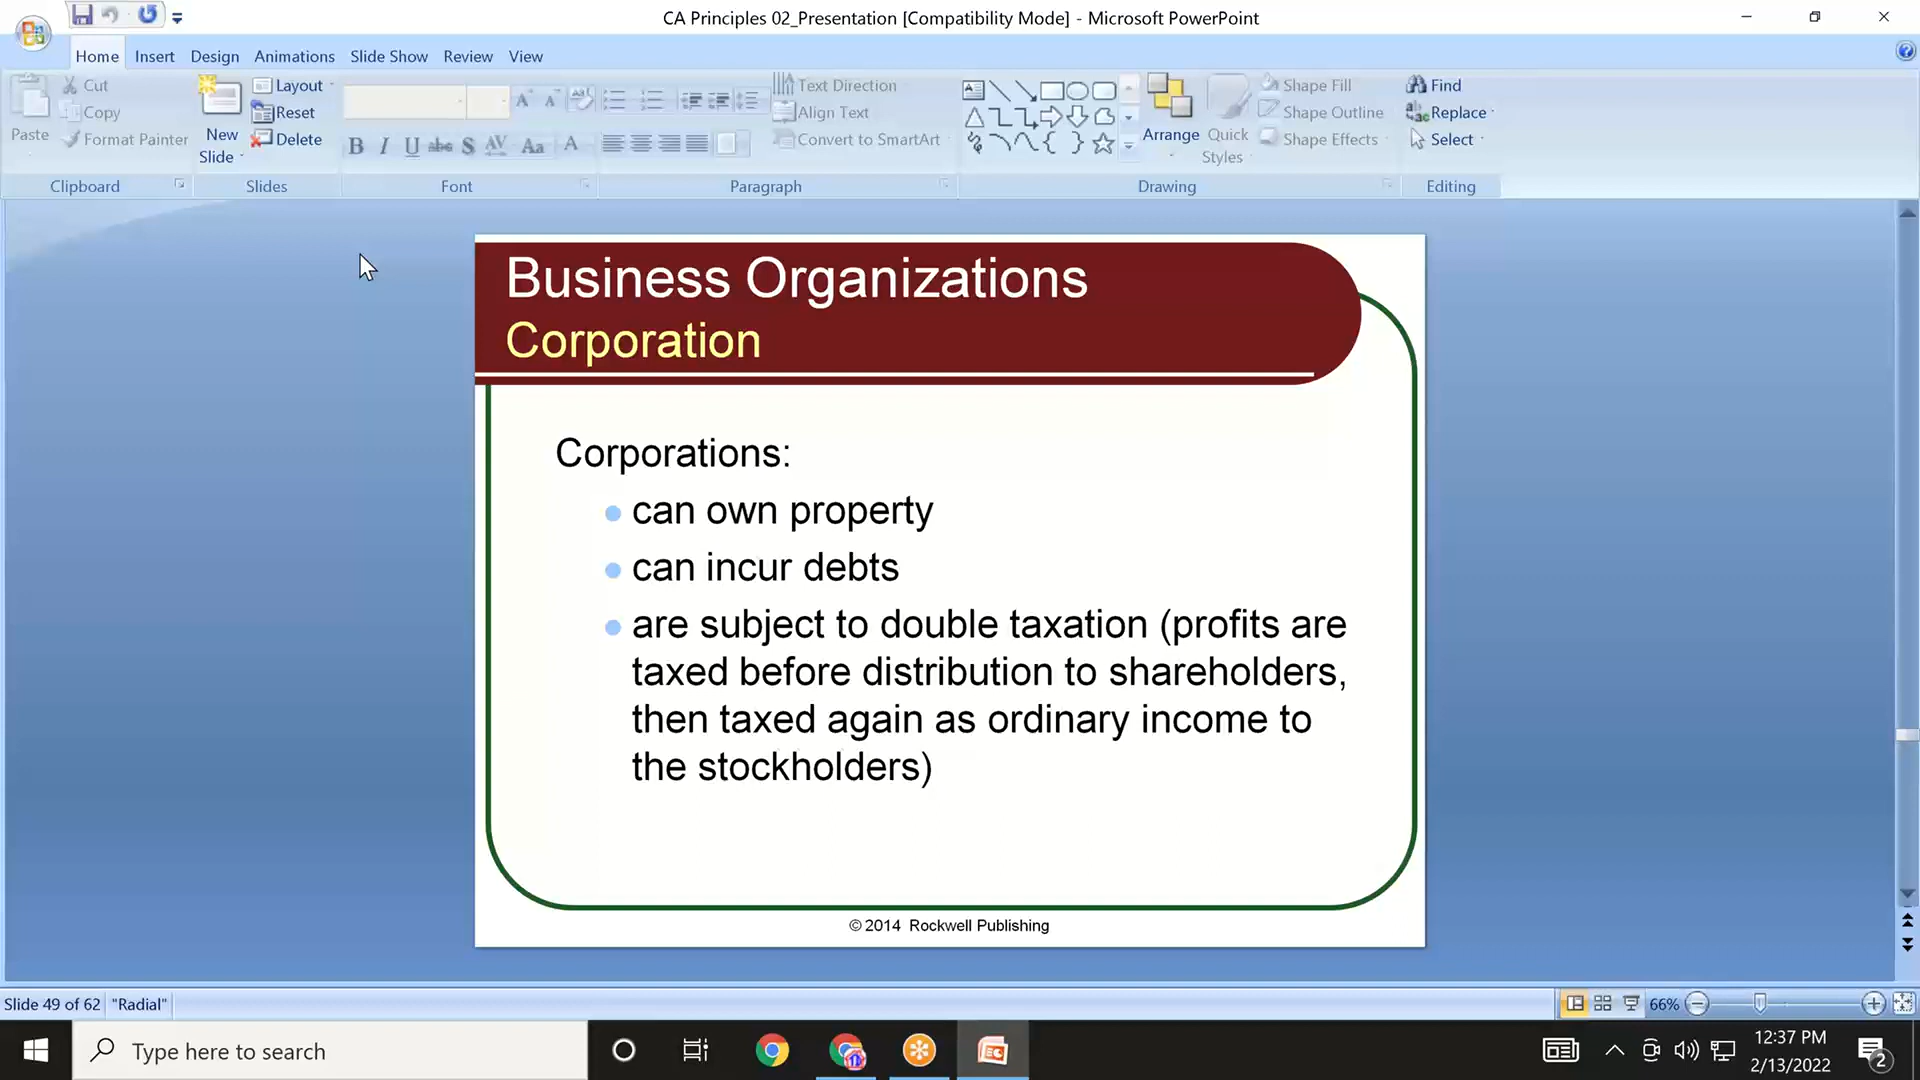 CA Principles 02_Presentation [Compatibility Mode] - Microsoft PowerPoint
Home Insert Design Animations Slide Show Review View
Paste
Cut
Copy
Format Painter
Clipboard
New
Slide
Layout
Reset
Delete
Slides
B I U abc S AV Aa A
Font
Text Direction
Align Text
Convert to SmartArt
Paragraph
Arrange
Quick
Styles
Shape Fill
Shape Outline
Shape Effects
Drawing
Find
Replace
Select
Editing
Business Organizations
Corporation
Corporations:
can own property
can incur debts
are subject to double taxation (profits are
taxed before distribution to shareholders,
then taxed again as ordinary income to
the stockholders)
© 2014 Rockwell Publishing
Slide 49 of 62 "Radial" 66%
Type here to search
12:37 PM
2/13/2022
2